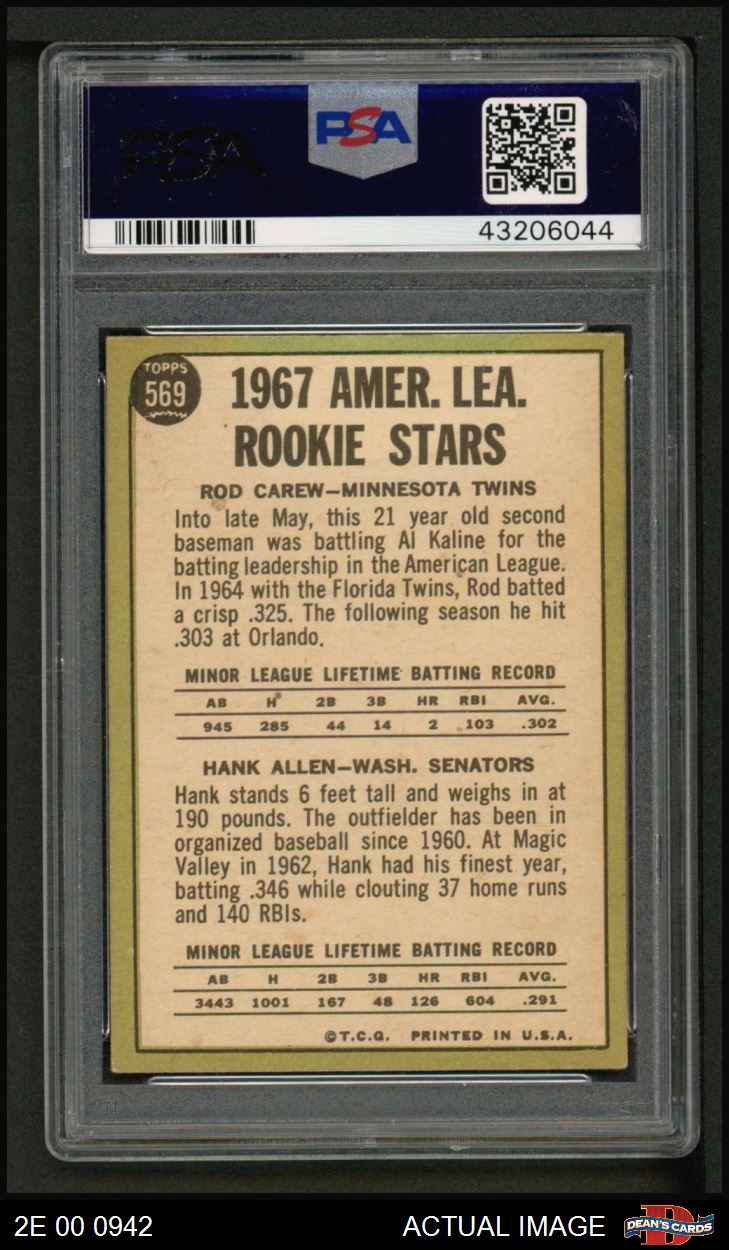 PSA
PSA
43206044
TOPPS
569
1967 AMER. LEA.
ROOKIE STARS
ROD CAREW—MINNESOTA TWINS
Into late May, this 21 year old second
baseman was battling Al Kaline for the
batting leadership in the American League.
In 1964 with the Florida Twins, Rod batted
a crisp .325. The following season he hit
.303 at Orlando.
MINOR LEAGUE LIFETIME BATTING RECORD
AB H 2B 3B HR RBI AVG.
945 285 44 14 2 103 .302
HANK ALLEN—WASH. SENATORS
Hank stands 6 feet tall and weighs in at
190 pounds. The outfielder has been in
organized baseball since 1960. At Magic
Valley in 1962, Hank had his finest year,
batting .346 while clouting 37 home runs
and 140 RBIs.
MINOR LEAGUE LIFETIME BATTING RECORD
AB H 2B 3B HR RBI AVG.
3443 1001 167 48 126 604 .291
©T.C.G. PRINTED IN U.S.A.
2E 00 0942 ACTUAL IMAGE DEAN'S CARDS